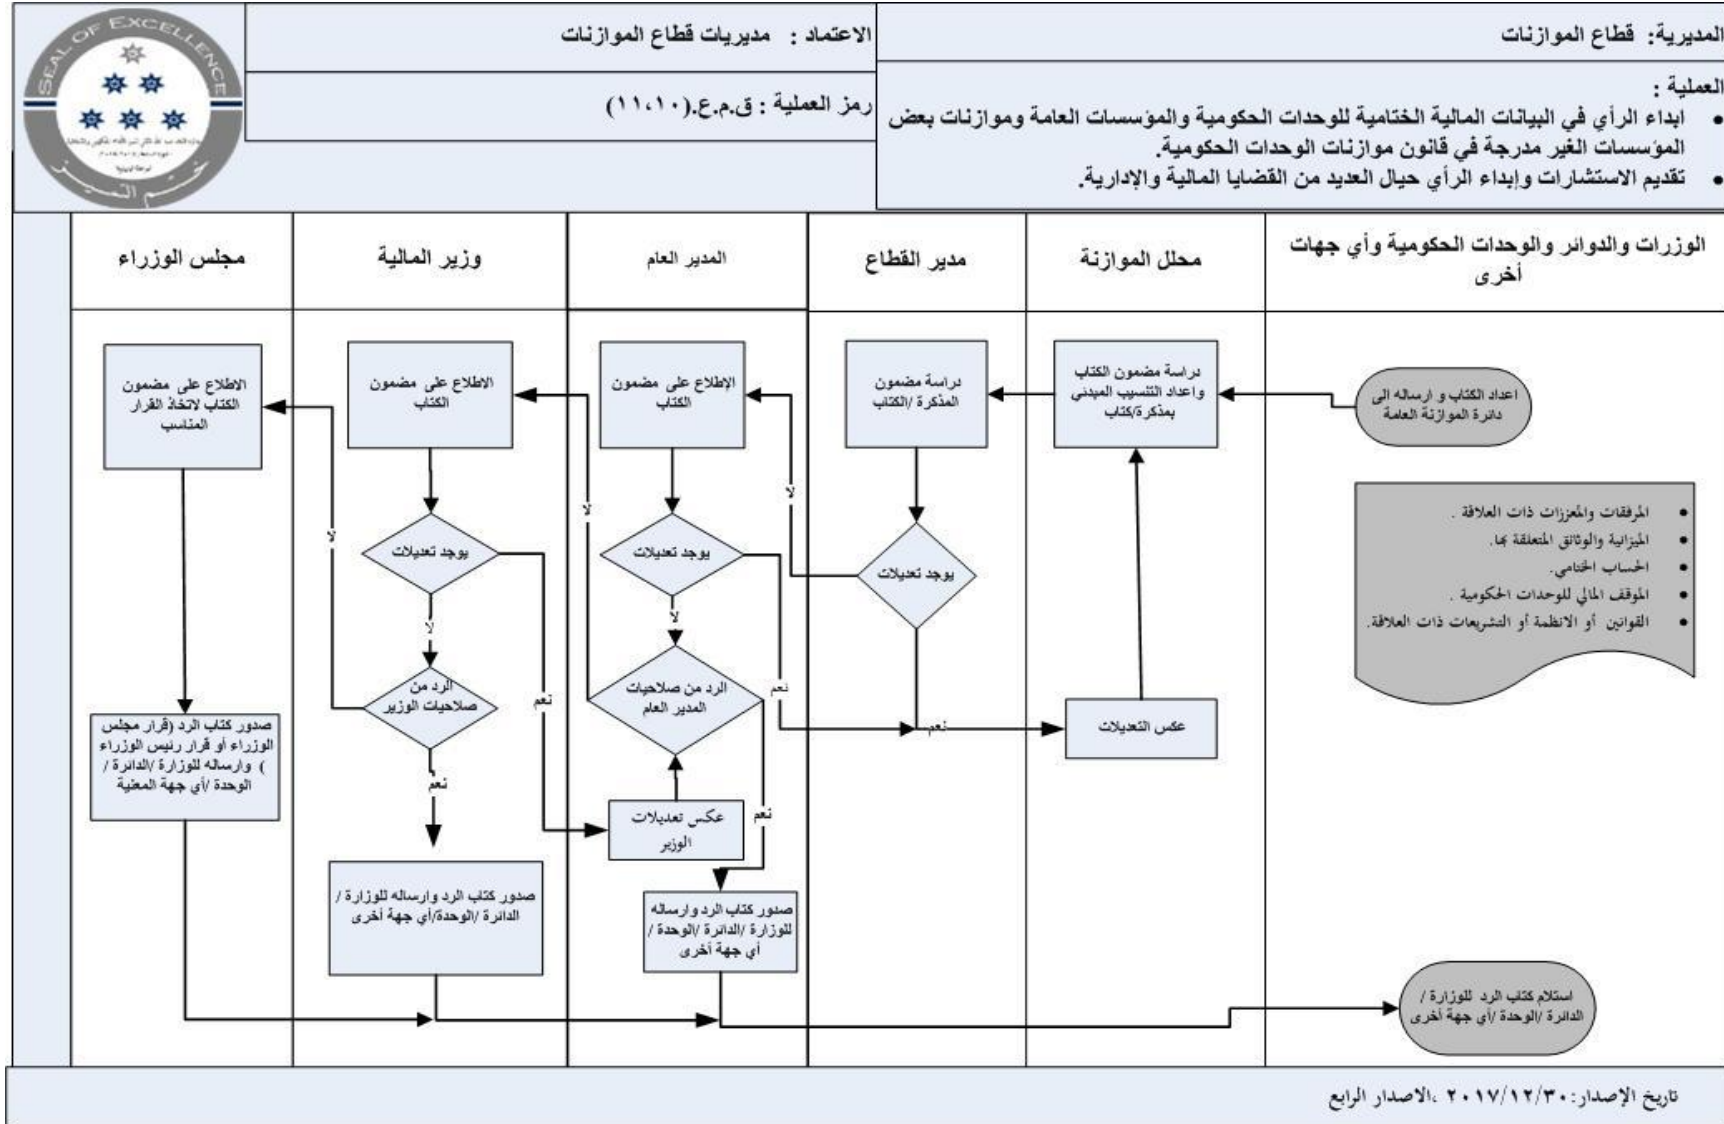 المديرية: قطاع الموازنات
الاعتماد : مديريات قطاع الموازنات
SEAL OF EXCELLENCE
ختم التميز
العملية :
• ابداء الرأي في البيانات المالية الختامية للوحدات الحكومية والمؤسسات العامة وموازنات بعض
المؤسسات الغير مدرجة في قانون موازنات الوحدات الحكومية.
• تقديم الاستشارات وإبداء الرأي حيال العديد من القضايا المالية والإدارية.
رمز العملية : ق.م.ع.(١١،١٠)
الوزرات والدوائر والوحدات الحكومية وأي جهات
أخرى
محلل الموازنة
مدير القطاع
المدير العام
وزير المالية
مجلس الوزراء
اعداد الكتاب و ارساله الى
دائرة الموازنة العامة
دراسة مضمون الكتاب
واعداد التنسيب المبدئي
بمذكرة/كتاب
دراسة مضمون
المذكرة /الكتاب
الإطلاع على مضمون
الكتاب
الاطلاع على مضمون
الكتاب
الاطلاع على مضمون
الكتاب لاتخاذ القرار
المناسب
• المرفقات والمعززات ذات العلاقة .
• الميزانية والوثائق المتعلقة بها.
• الحساب الختامي.
• الموقف المالي للوحدات الحكومية .
• القوانين أو الانظمة أو التشريعات ذات العلاقة.
يوجد تعديلات
لا
نعم
يوجد تعديلات
لا
لا
نعم
يوجد تعديلات
لا
لا
نعم
عكس التعديلات
الرد من صلاحيات
المدير العام
نعم
الرد من
صلاحيات الوزير
نعم
عكس تعديلات
الوزير
صدور كتاب الرد (قرار مجلس
الوزراء أو قرار رئيس الوزراء
) وارساله للوزارة /الدائرة /
الوحدة /أي جهة المعنية
صدور كتاب الرد وارساله للوزارة /
الدائرة /الوحدة/أي جهة أخرى
صدور كتاب الرد وارساله
للوزارة /الدائرة /الوحدة /
أي جهة أخرى
استلام كتاب الرد للوزارة /
الدائرة /الوحدة /أي جهة أخرى
تاريخ الإصدار: ٢٠١٧/١٢/٣٠ ،الاصدار الرابع